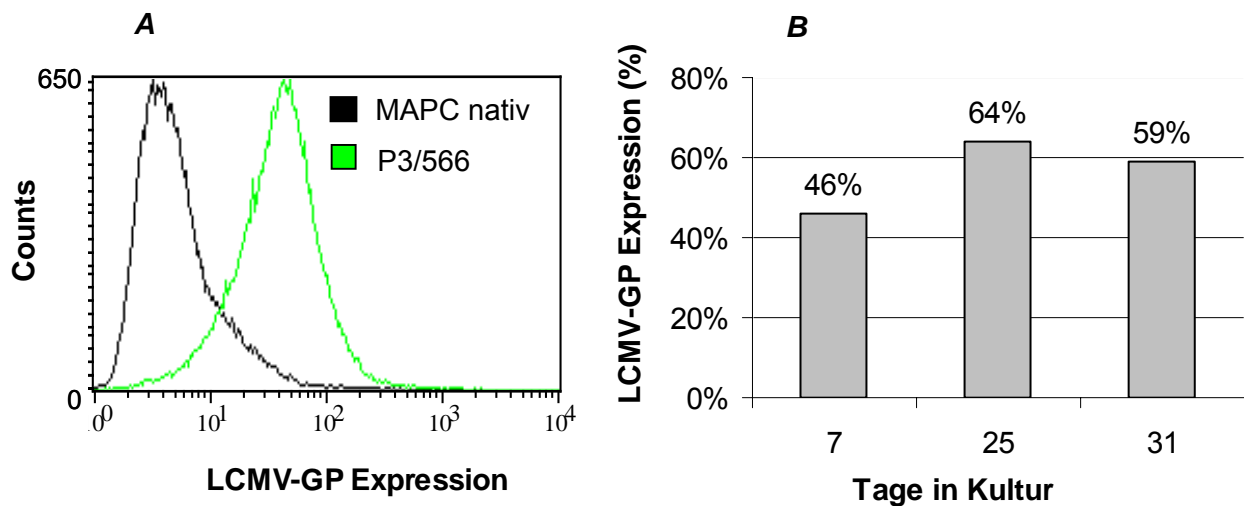 A
650
Counts
0
MAPC nativ
P3/566
10^0 10^1 10^2 10^3 10^4
LCMV-GP Expression
B
LCMV-GP Expression (%)
80%
60%
40%
20%
0%
46%
64%
59%
7 25 31
Tage in Kultur